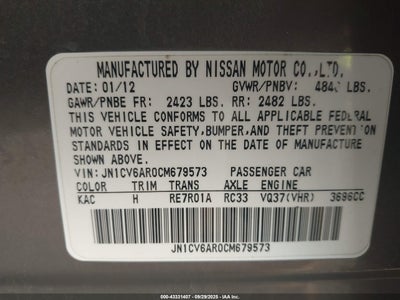 MANUFACTURED BY NISSAN MOTOR CO.,LTD.
DATE: 01/12 GVWR/PNBV: 4843 LBS.
GAWR/PNBE FR: 2423 LBS. RR: 2482 LBS.
THIS VEHICLE CONFORMS TO ALL APPLICABLE FEDERAL
MOTOR VEHICLE SAFETY, BUMPER, AND THEFT PREVENTION
STANDARDS IN EFFECT ON THE DATE OF MANUFACTURE
SHOWN ABOVE.
VIN: JN1CV6AR0CM679573 PASSENGER CAR
COLOR TRIM TRANS AXLE ENGINE
KAC H RE7R01A RC33 VQ37(VHR) 3696CC
JN1CV6AR0CM679573
000-43331407 - 09/29/2025 - IAAI.COM